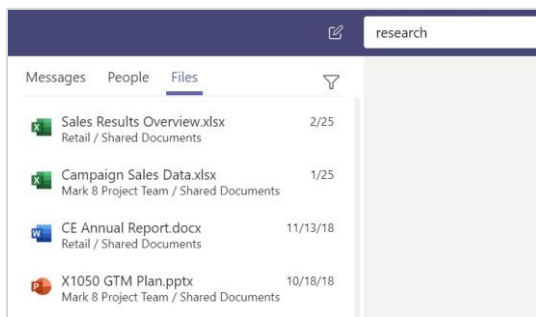 research
Messages People Files
Sales Results Overview.xlsx 2/25
Retail / Shared Documents
Campaign Sales Data.xlsx 1/25
Mark 8 Project Team / Shared Documents
CE Annual Report.docx 11/13/18
Retail / Shared Documents
X1050 GTM Plan.pptx 10/18/18
Mark 8 Project Team / Shared Documents